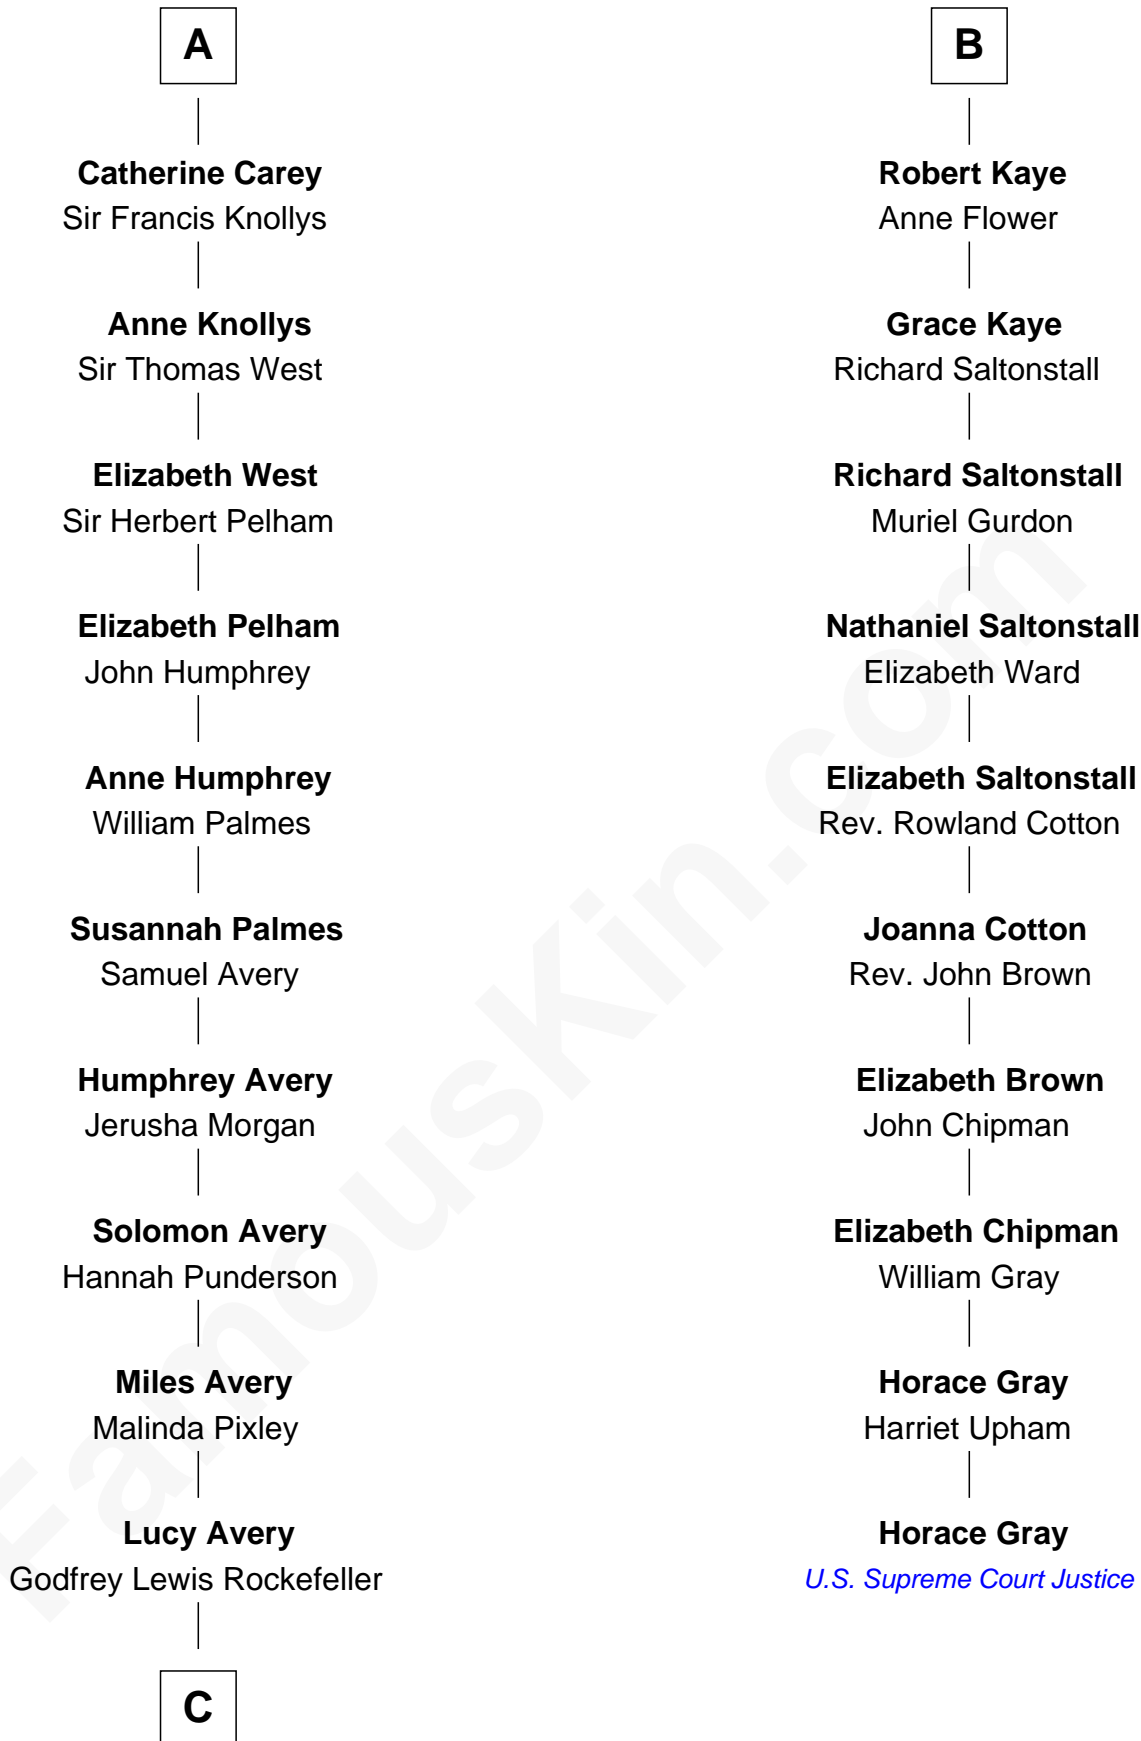 A
Catherine Carey
Sir Francis Knollys
Anne Knollys
Sir Thomas West
Elizabeth West
Sir Herbert Pelham
Elizabeth Pelham
John Humphrey
Anne Humphrey
William Palmes
Susannah Palmes
Samuel Avery
Humphrey Avery
Jerusha Morgan
Solomon Avery
Hannah Punderson
Miles Avery
Malinda Pixley
Lucy Avery
Godfrey Lewis Rockefeller
C
B
Robert Kaye
Anne Flower
Grace Kaye
Richard Saltonstall
Richard Saltonstall
Muriel Gurdon
Nathaniel Saltonstall
Elizabeth Ward
Elizabeth Saltonstall
Rev. Rowland Cotton
Joanna Cotton
Rev. John Brown
Elizabeth Brown
John Chipman
Elizabeth Chipman
William Gray
Horace Gray
Harriet Upham
Horace Gray
U.S. Supreme Court Justice
FamousKin.com